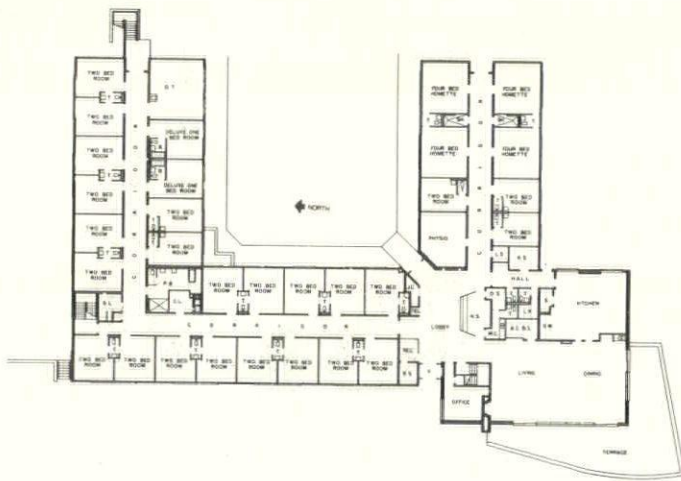 TWO BED
ROOM
T
TWO BED
ROOM
TWO BED
ROOM
T
TWO BED
ROOM
TWO BED
ROOM
T
TWO BED
ROOM
CORRIDOR
DELUXE ONE
BED ROOM
DELUXE ONE
BED ROOM
TWO BED
ROOM
TWO BED
ROOM
NORTH
FOUR BED
HOMETTE
FOUR BED
HOMETTE
FOUR BED
HOMETTE
T
FOUR BED
HOMETTE
T
TWO BED
ROOM
TWO BED
ROOM
PHYSIO
TWO BED
ROOM
CORRIDOR
L.S.
HALL
KITCHEN
TWO BED
ROOM
TWO BED
ROOM
TWO BED
ROOM
TWO BED
ROOM
T
T
CORRIDOR
LOBBY
N.S.
TWO BED
ROOM
TWO BED
ROOM
TWO BED
ROOM
TWO BED
ROOM
TWO BED
ROOM
TWO BED
ROOM
TWO BED
ROOM
TWO BED
ROOM
T
T
T
T
REC.
OFFICE
LIVING
DINING
TERRACE